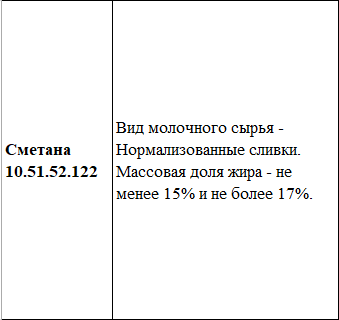 Сметана
10.51.52.122
Вид молочного сырья -
Нормализованные сливки.
Массовая доля жира - не
менее 15% и не более 17%.